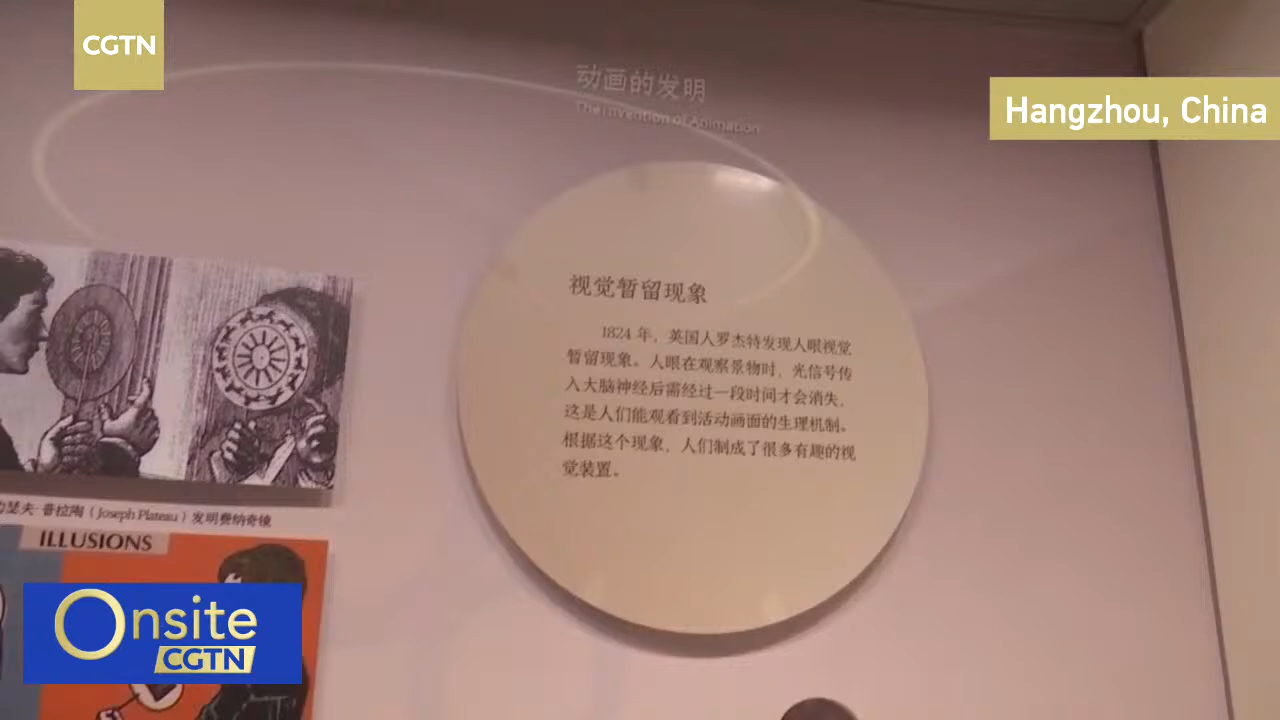 CGTN
Hangzhou, China
动画的发明
The Invention of Animation
视觉暂留现象
1824 年，英国人罗杰特发现人眼视觉
暂留现象。人眼在观察景物时，光信号传
入大脑神经后需经过一段时间才会消失，
这是人们能观看到活动画面的生理机制。
根据这个现象，人们制成了很多有趣的视
觉装置。
瑟夫·普拉陶（Joseph Plateau）发明费纳奇镜
ILLUSIONS
Onsite
CGTN